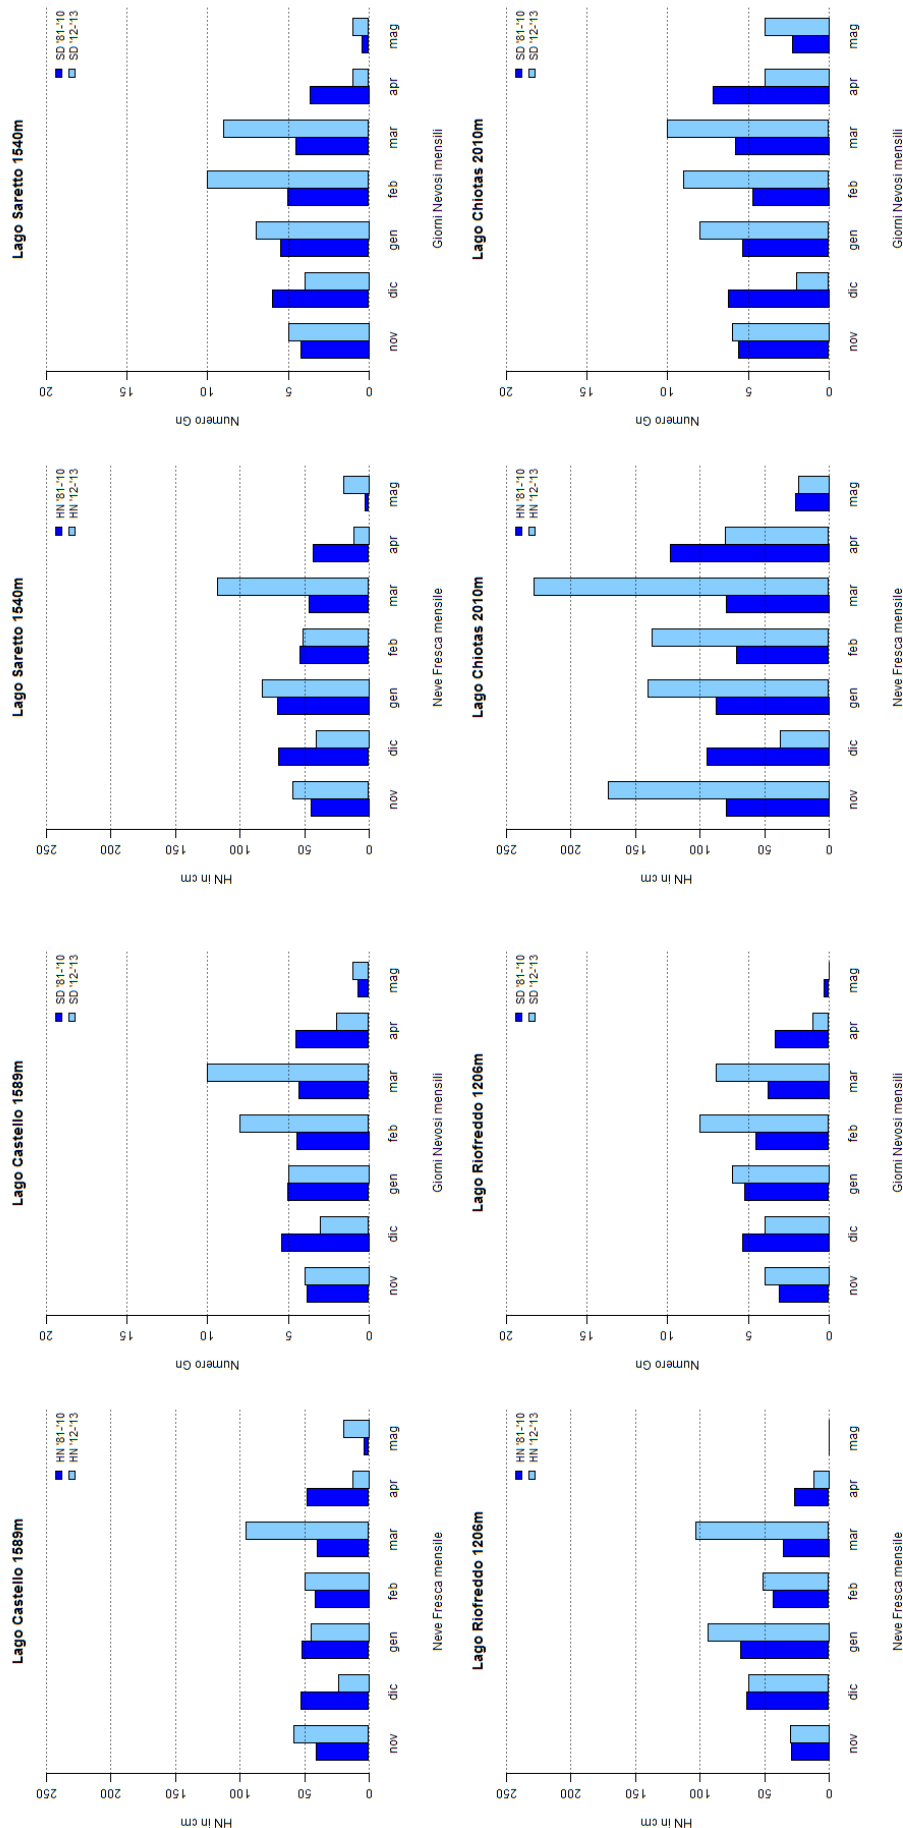 Lago Castello 1589m
HN '81-'10
HN '12-'13
HN in cm
250
200
150
100
50
0
nov dic gen feb mar apr mag
Neve Fresca mensile
Lago Castello 1589m
SD '81-'10
SD '12-'13
Numero Gn
20
15
10
5
0
nov dic gen feb mar apr mag
Giorni Nevosi mensili
Lago Saretto 1540m
HN '81-'10
HN '12-'13
HN in cm
250
200
150
100
50
0
nov dic gen feb mar apr mag
Neve Fresca mensile
Lago Saretto 1540m
SD '81-'10
SD '12-'13
Numero Gn
20
15
10
5
0
nov dic gen feb mar apr mag
Giorni Nevosi mensili
Lago Riofreddo 1206m
HN '81-'10
HN '12-'13
HN in cm
250
200
150
100
50
0
nov dic gen feb mar apr mag
Neve Fresca mensile
Lago Riofreddo 1206m
SD '81-'10
SD '12-'13
Numero Gn
20
15
10
5
0
nov dic gen feb mar apr mag
Giorni Nevosi mensili
Lago Chiotas 2010m
HN '81-'10
HN '12-'13
HN in cm
250
200
150
100
50
0
nov dic gen feb mar apr mag
Neve Fresca mensile
Lago Chiotas 2010m
SD '81-'10
SD '12-'13
Numero Gn
20
15
10
5
0
nov dic gen feb mar apr mag
Giorni Nevosi mensili